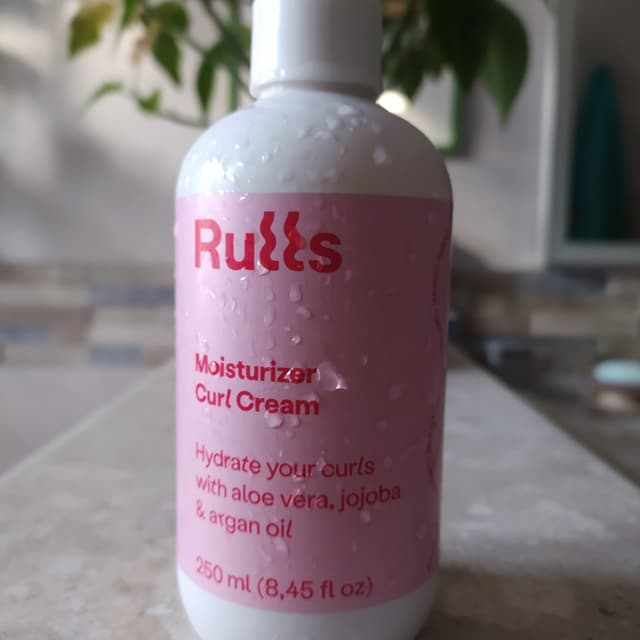 Rulls
Moisturizer
Curl Cream
Hydrate your curls
with aloe vera, jojoba
& argan oil
250 ml (8,45 fl oz)